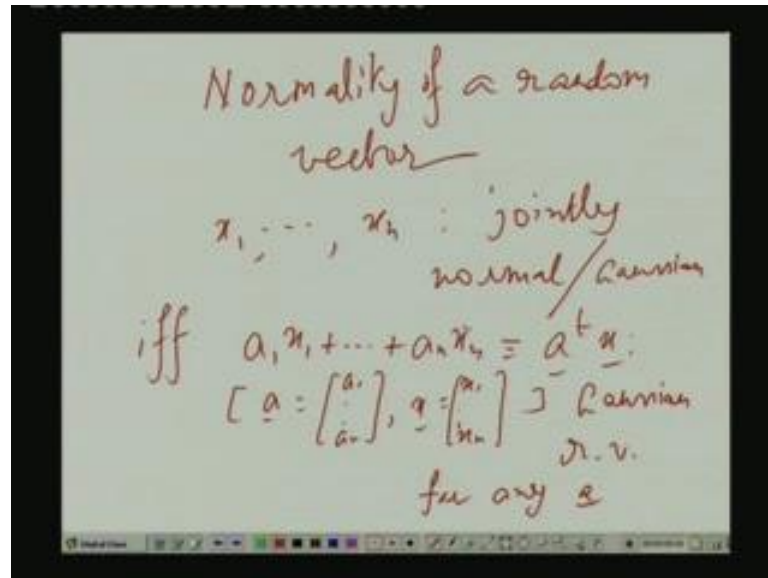 Normality of a random
vector
x₁, ..., xₙ : jointly
normal/Gaussian
iff a₁x₁ + ... + aₙxₙ = aᵗ x :
[ a = [a₁ : aₙ], x = [x₁ : xₙ] ] Gaussian
r.v.
for any a